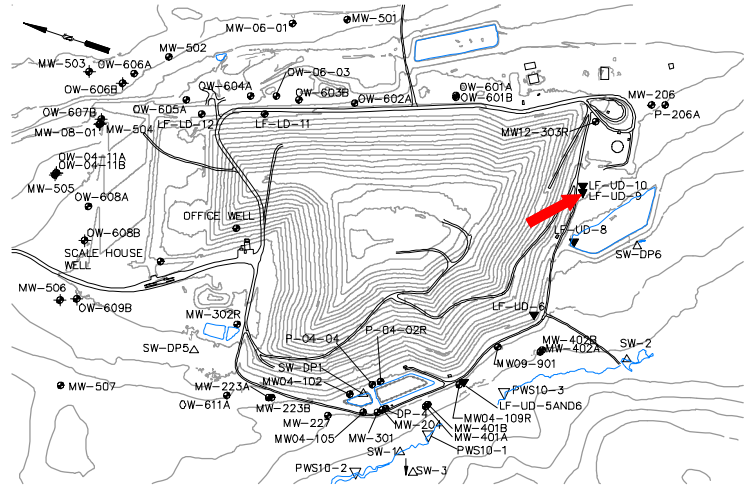 MW-501
MW-06-01
MW-502
MW-503
OW-606A
OW-606B
OW-06-03
OW-604A
OW-603B
OW-601A
OW-601B
OW-602A
MW-206
P-206A
OW-605A
OW-607B
LF-LD-12
LF-LD-11
MW-08-01
MW-504
MW12-303R
OW-04-11A
OW-04-11B
MW-505
LF-UD-10
LF-UD-9
OW-608A
OFFICE WELL
LF-UD-8
OW-608B
SCALE HOUSE
WELL
SW-DP6
MW-506
OW-609B
LF-UD-6
MW-302R
P-04-04
P-04-02R
MW-402B
MW-402A
SW-2
SW-DP5
SW-DP1
MW09-901
MW04-102
MW-507
MW-223A
PWS10-3
OW-611A
MW-223B
LF-UD-5AND6
DP-4
MW04-109R
MW-227
MW-204
MW-401B
MW04-105
MW-301
MW-401A
SW-1
PWS10-1
PWS10-2
SW-3